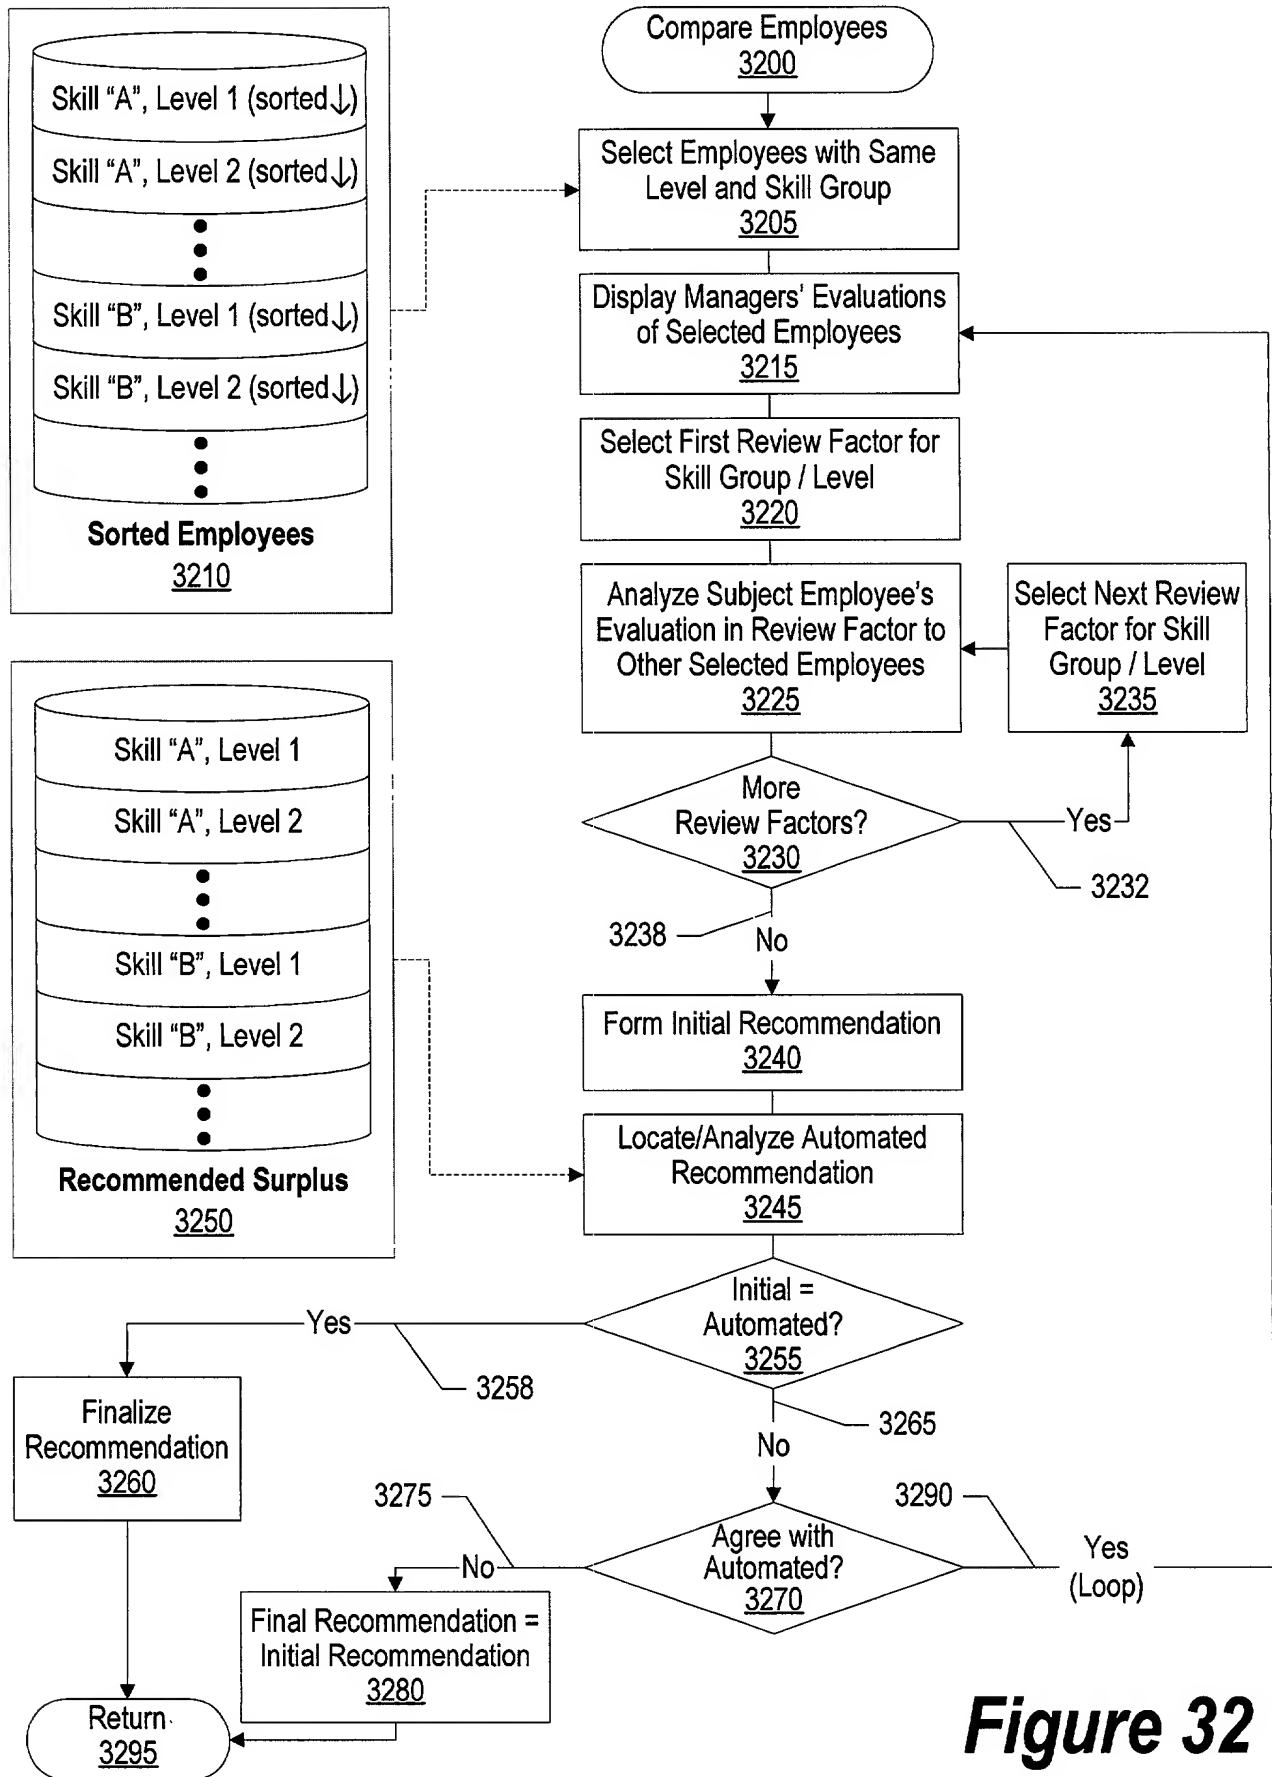 Compare Employees
3200
Skill "A", Level 1 (sorted↓)
Skill "A", Level 2 (sorted↓)
Skill "B", Level 1 (sorted↓)
Skill "B", Level 2 (sorted↓)
Sorted Employees
3210
Select Employees with Same
Level and Skill Group
3205
Display Managers' Evaluations
of Selected Employees
3215
Select First Review Factor for
Skill Group / Level
3220
Analyze Subject Employee's
Evaluation in Review Factor to
Other Selected Employees
3225
Select Next Review
Factor for Skill
Group / Level
3235
More
Review Factors?
3230
Yes
3232
3238
No
Skill "A", Level 1
Skill "A", Level 2
Skill "B", Level 1
Skill "B", Level 2
Recommended Surplus
3250
Form Initial Recommendation
3240
Locate/Analyze Automated
Recommendation
3245
Initial =
Automated?
3255
Yes
3258
3265
No
Finalize
Recommendation
3260
3275
3290
Agree with
Automated?
3270
No
Yes
(Loop)
Final Recommendation =
Initial Recommendation
3280
Return
3295
Figure 32